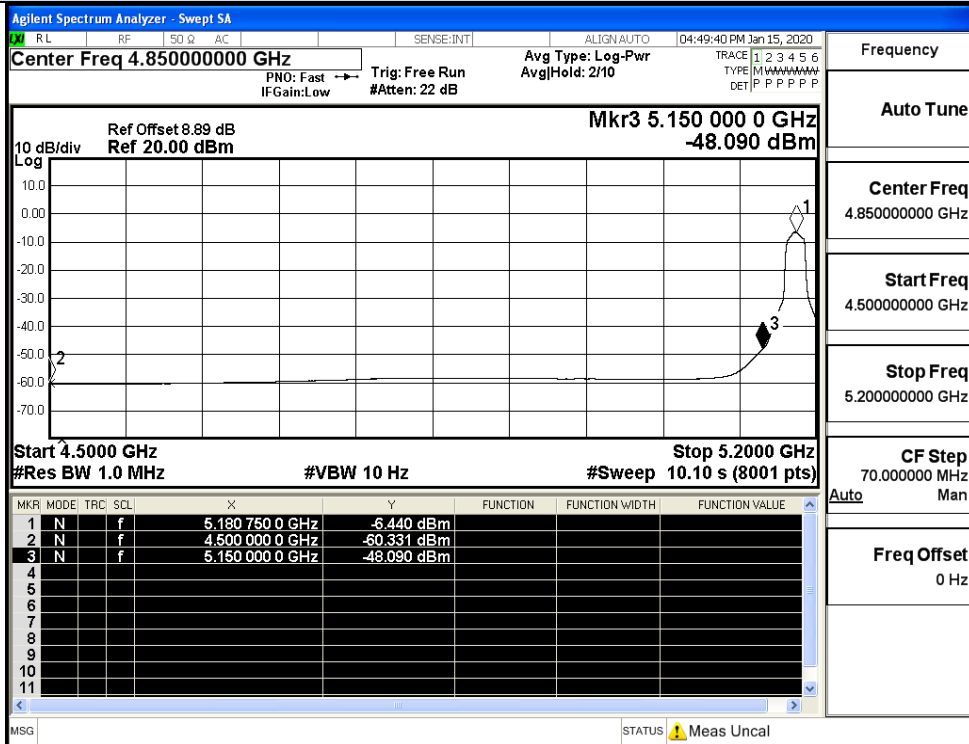 Agilent Spectrum Analyzer - Swept SA
LXI RL RF 50 Ω AC SENSE:INT ALIGN AUTO 04:49:40 PM Jan 15, 2020
Center Freq 4.850000000 GHz
PNO: Fast
IFGain:Low
Trig: Free Run
#Atten: 22 dB
Avg Type: Log-Pwr
Avg|Hold: 2/10
TRACE 1 2 3 4 5 6
TYPE M W W W W W
DET P P P P P P
Mkr3 5.150 000 0 GHz
-48.090 dBm
Ref Offset 8.89 dB
10 dB/div Ref 20.00 dBm
Log
10.0
0.00
-10.0
-20.0
-30.0
-40.0
-50.0
-60.0
-70.0
1
2
3
Start 4.5000 GHz Stop 5.2000 GHz
#Res BW 1.0 MHz #VBW 10 Hz #Sweep 10.10 s (8001 pts)
MKR MODE TRC SCL X Y FUNCTION FUNCTION WIDTH FUNCTION VALUE
1 N f 5.180 750 0 GHz -6.440 dBm
2 N f 4.500 000 0 GHz -60.331 dBm
3 N f 5.150 000 0 GHz -48.090 dBm
4
5
6
7
8
9
10
11
MSG STATUS Meas Uncal
Frequency
Auto Tune
Center Freq
4.850000000 GHz
Start Freq
4.500000000 GHz
Stop Freq
5.200000000 GHz
CF Step
70.000000 MHz
Auto Man
Freq Offset
0 Hz